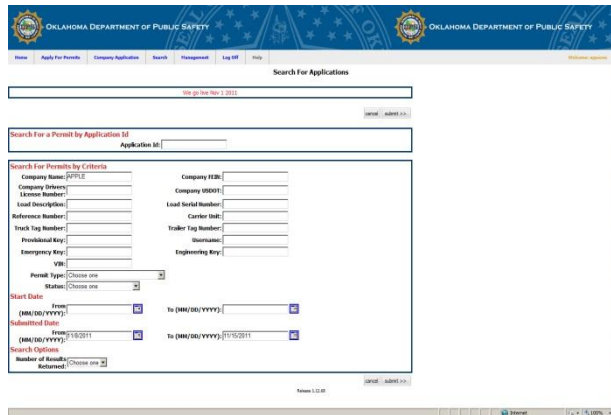 OKLAHOMA DEPARTMENT OF PUBLIC SAFETY OKLAHOMA DEPARTMENT OF PUBLIC SAFETY
Home Apply For Permits Company Application Search Management Log Off Help Welcome
Search For Applications
We go live Nov 1 2011
cancel submit >>
Search For a Permit by Application Id
Application Id:
Search For Permits by Criteria
Company Name: APPLE Company FEIN:
Company Drivers License Number: Company USDOT:
Load Description: Load Serial Number:
Reference Number: Carrier Unit:
Truck Tag Number: Trailer Tag Number:
Provisional Key: Username:
Emergency Key: Engineering Key:
VIN:
Permit Type: Choose one
Status: Choose one
Start Date
From (MM/DD/YYYY): To (MM/DD/YYYY):
Submitted Date
From (MM/DD/YYYY): 11/8/2011 To (MM/DD/YYYY): 11/15/2011
Search Options
Number of Results Returned: Choose one
cancel submit >>
Internet 100%